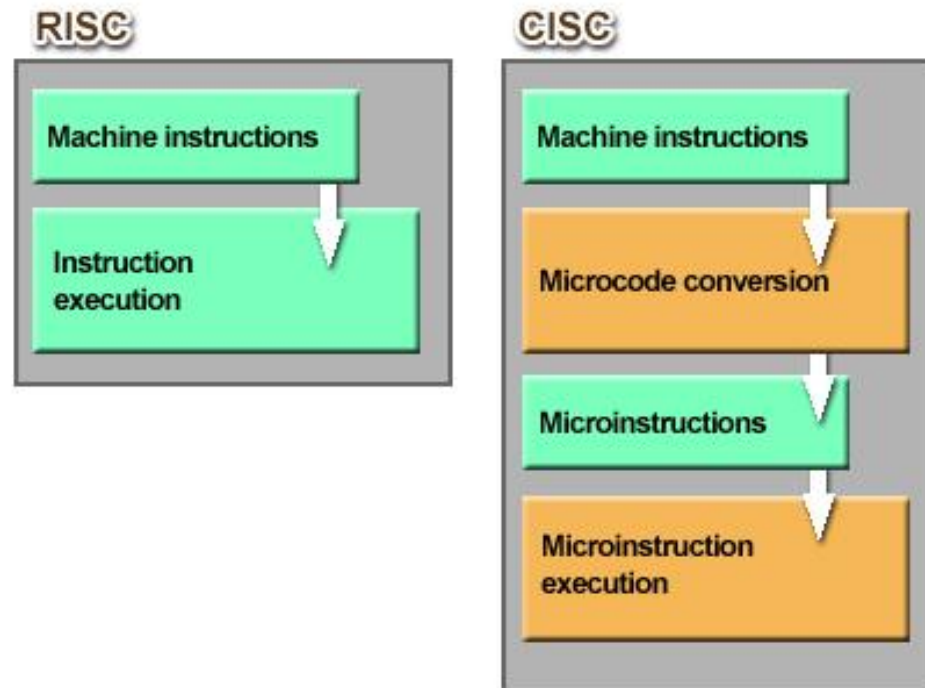 RISC
Machine instructions
Instruction
execution
CISC
Machine instructions
Microcode conversion
Microinstructions
Microinstruction
execution